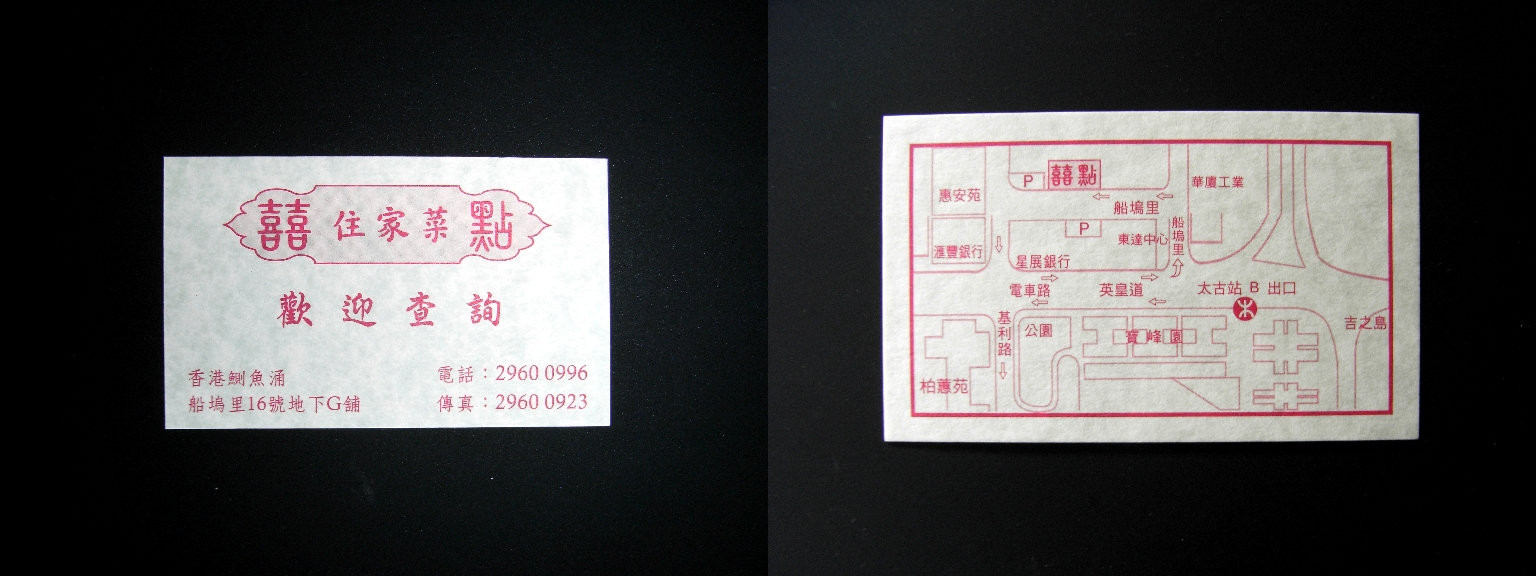 囍 住家菜 點
歡迎查詢
香港鰂魚涌
船塢里16號地下G舖
電話：2960 0996
傳真：2960 0923
惠安苑
P
囍點
華廈工業
船塢里
P
東達中心
船塢里
滙豐銀行
星展銀行
電車路
英皇道
太古站 B 出口
基利路
公園
寶峰園
吉之島
柏蕙苑